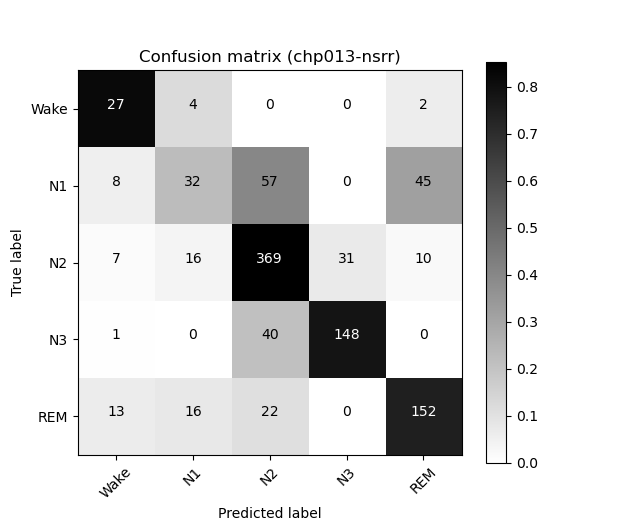 Confusion matrix (chp013-nsrr)
Wake 27 4 0 0 2
N1 8 32 57 0 45
N2 7 16 369 31 10
N3 1 0 40 148 0
REM 13 16 22 0 152
Wake N1 N2 N3 REM
True label
Predicted label
0.8
0.7
0.6
0.5
0.4
0.3
0.2
0.1
0.0